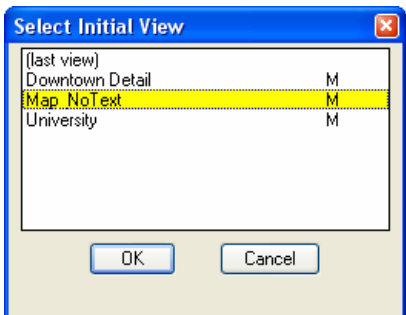 Select Initial View
(last view)
Downtown Detail M
Map_NoText M
University M
OK Cancel